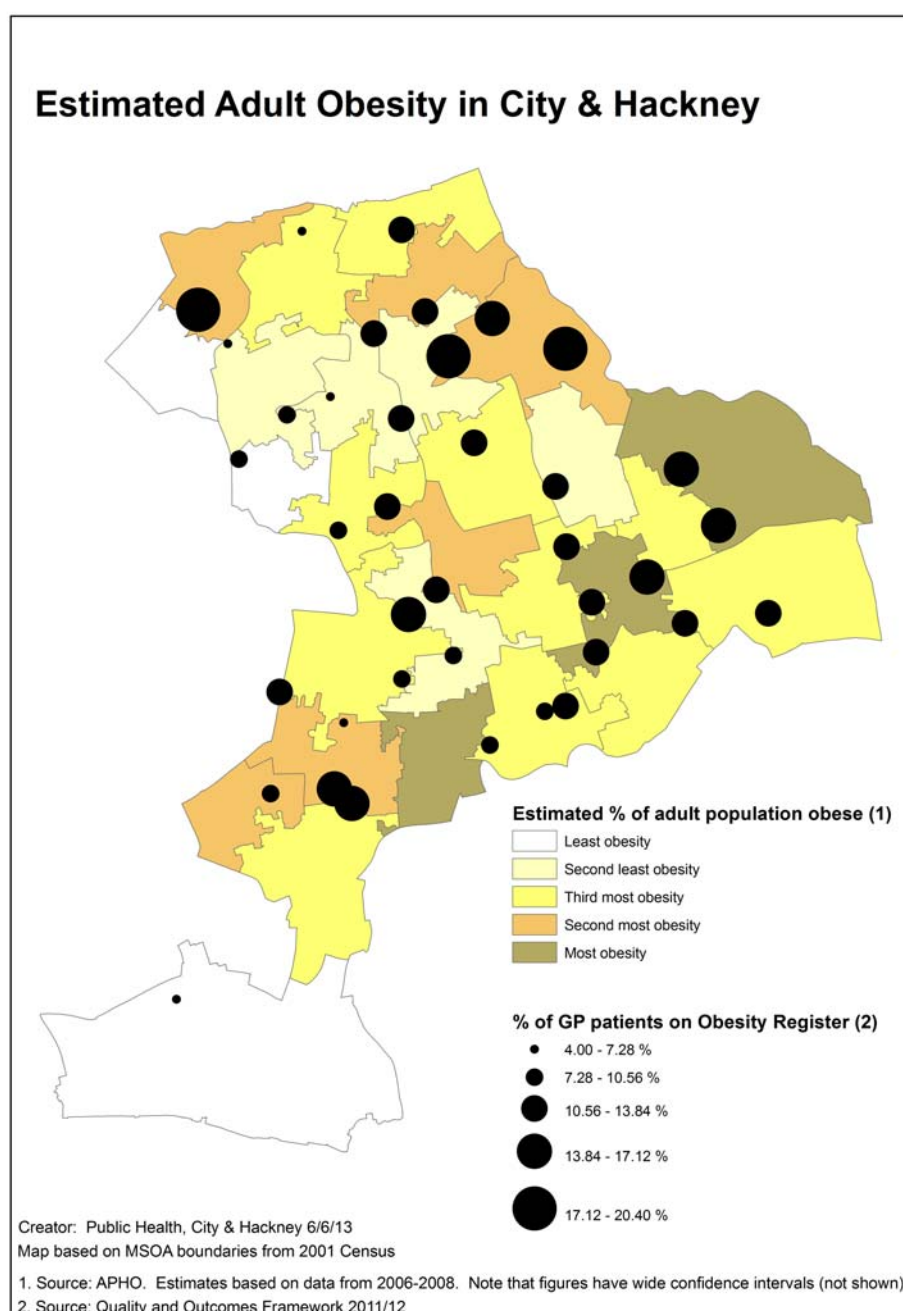 Estimated Adult Obesity in City & Hackney
Estimated % of adult population obese (1)
Least obesity
Second least obesity
Third most obesity
Second most obesity
Most obesity
% of GP patients on Obesity Register (2)
4.00 - 7.28 %
7.28 - 10.56 %
10.56 - 13.84 %
13.84 - 17.12 %
17.12 - 20.40 %
Creator: Public Health, City & Hackney 6/6/13
Map based on MSOA boundaries from 2001 Census
1. Source: APHO. Estimates based on data from 2006-2008. Note that figures have wide confidence intervals (not shown)
2. Source: Quality and Outcomes Framework 2011/12